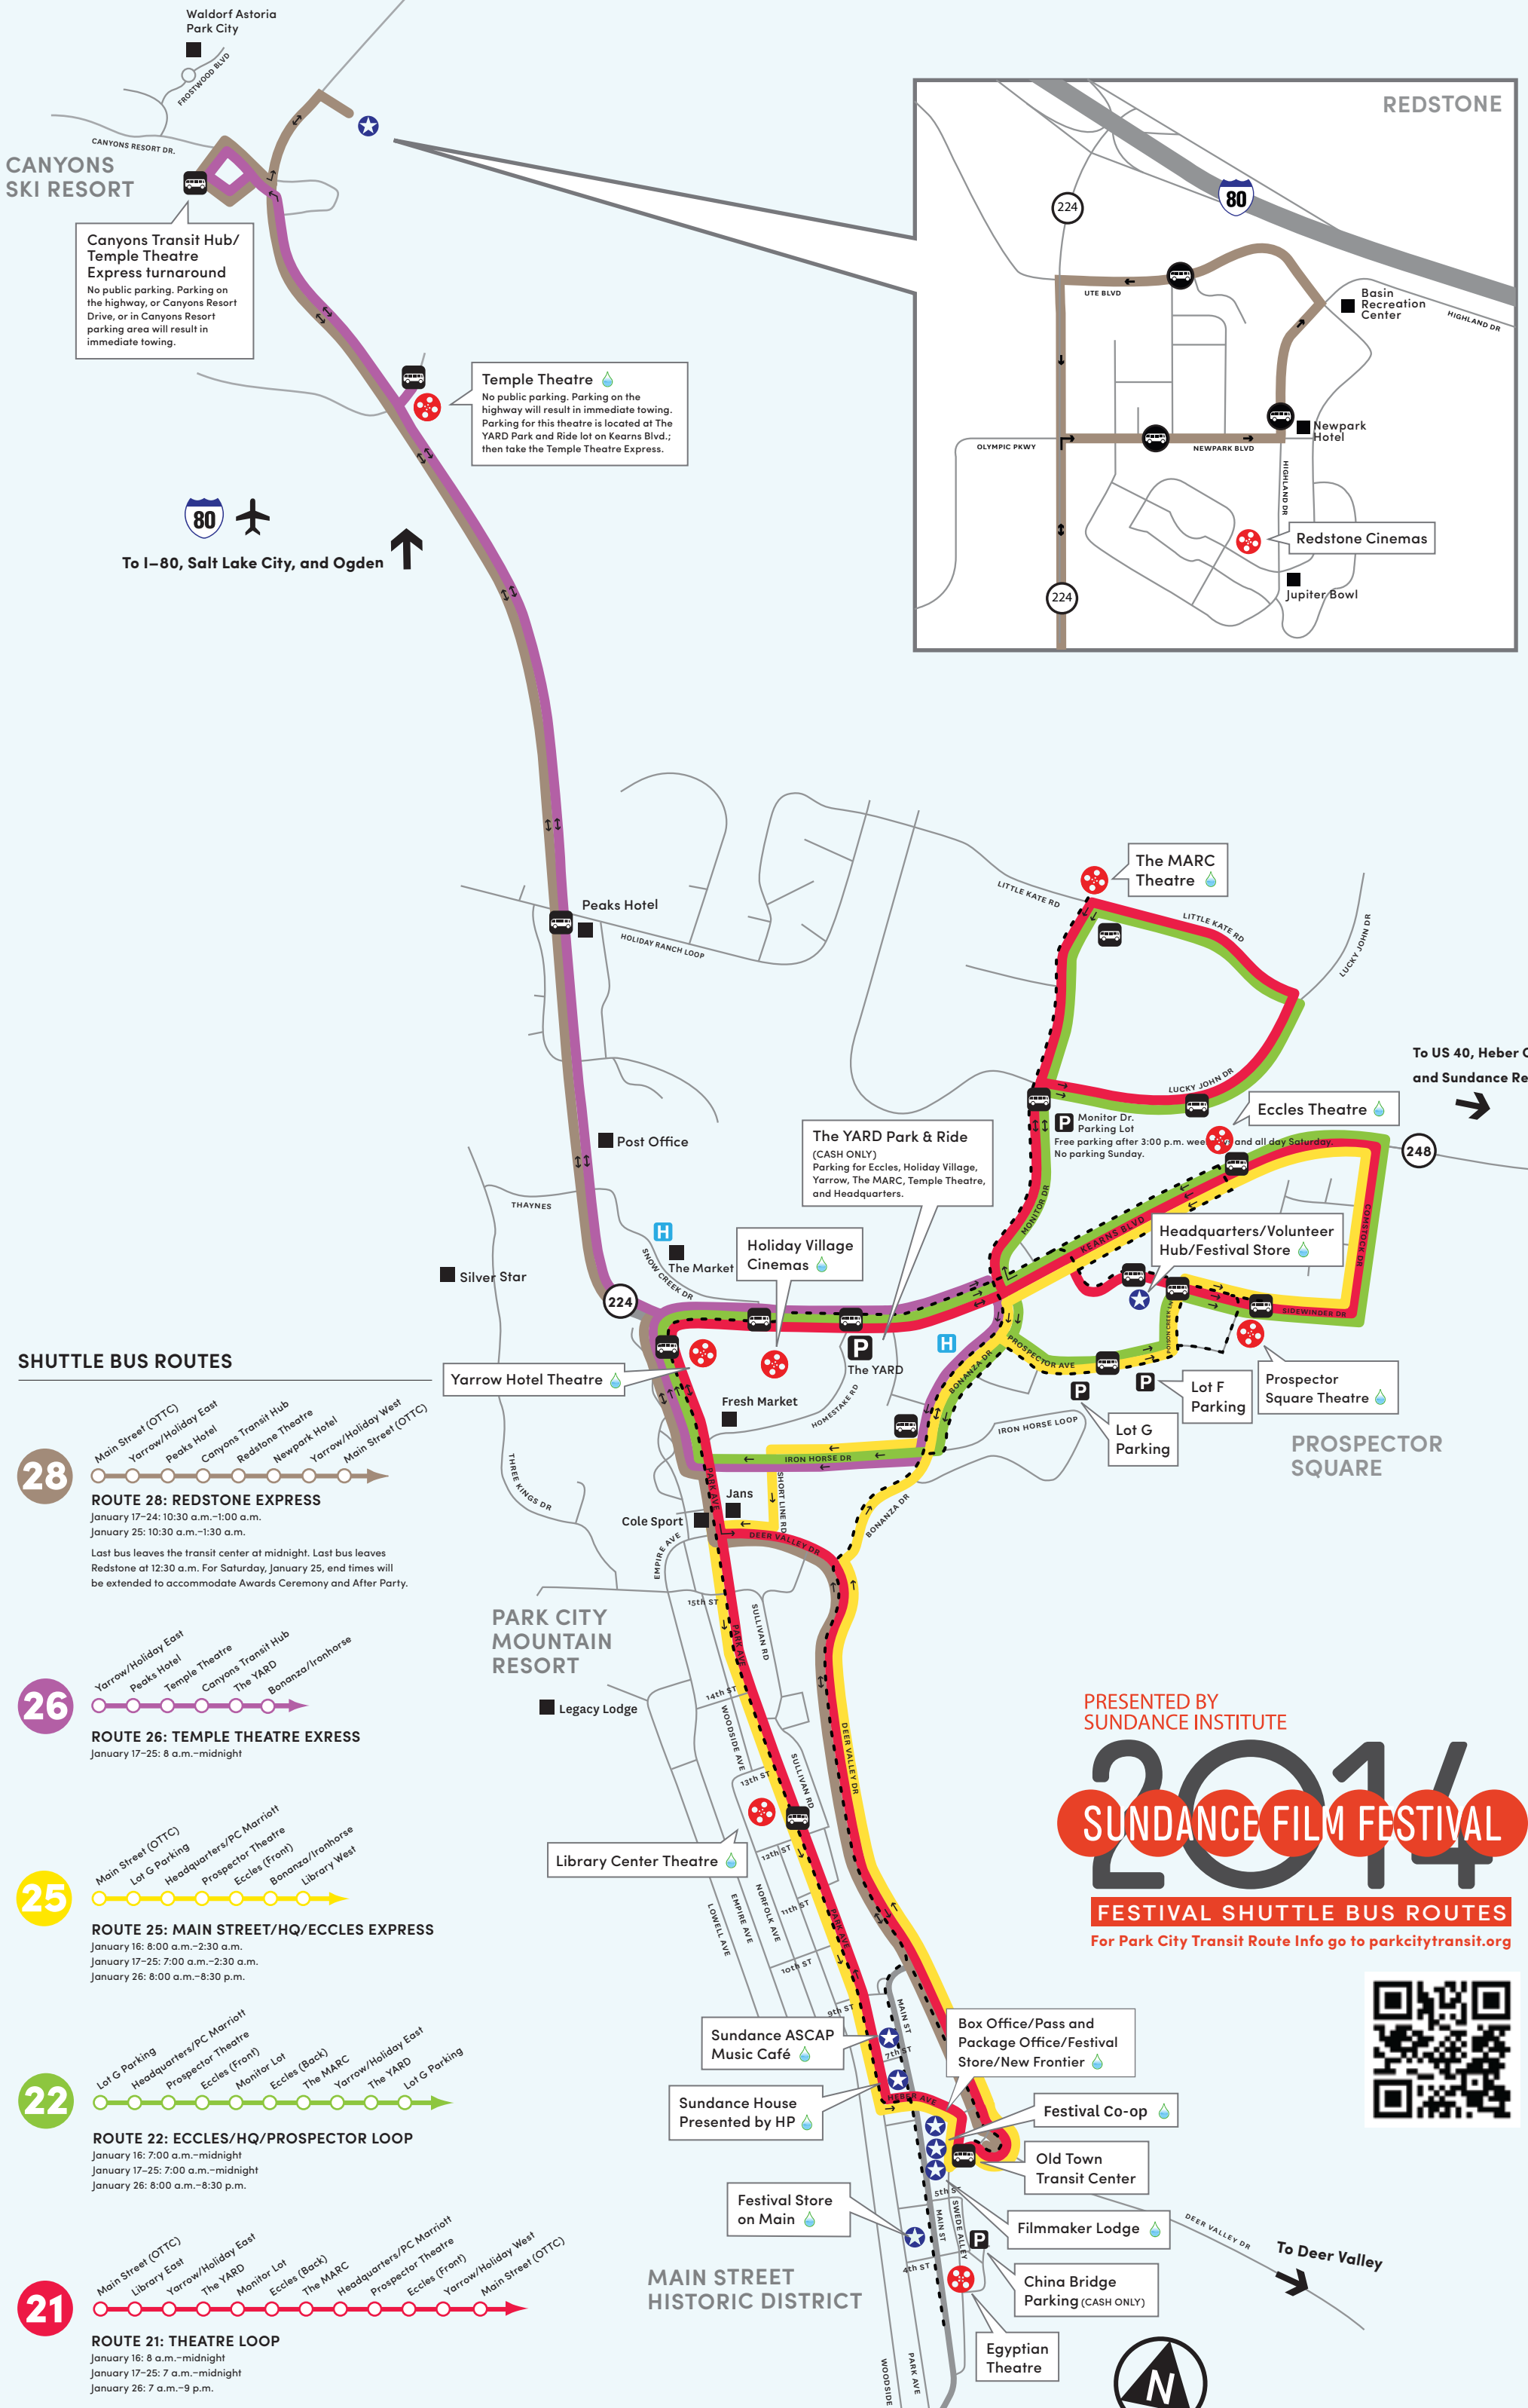 Waldorf Astoria
Park City
FROSTWOOD BLVD
CANYONS RESORT DR.
CANYONS
SKI RESORT
Canyons Transit Hub/
Temple Theatre
Express turnaround
No public parking. Parking on
the highway, or Canyons Resort
Drive, or in Canyons Resort
parking area will result in
immediate towing.
Temple Theatre
No public parking. Parking on the
highway will result in immediate towing.
Parking for this theatre is located at The
YARD Park and Ride lot on Kearns Blvd.;
then take the Temple Theatre Express.
80
To I–80, Salt Lake City, and Ogden
REDSTONE
224
80
UTE BLVD
Basin
Recreation
Center
HIGHLAND DR
Newpark
Hotel
OLYMPIC PKWY
NEWPARK BLVD
HIGHLAND DR
Redstone Cinemas
224
Jupiter Bowl
Peaks Hotel
HOLIDAY RANCH LOOP
The MARC
Theatre
LITTLE KATE RD
LITTLE KATE RD
LUCKY JOHN DR
To US 40, Heber C
and Sundance Re
LUCKY JOHN DR
Eccles Theatre
P
Monitor Dr.
Parking Lot
Free parking after 3:00 p.m. wee and all day Saturday.
No parking Sunday.
248
Post Office
The YARD Park & Ride
(CASH ONLY)
Parking for Eccles, Holiday Village,
Yarrow, The MARC, Temple Theatre,
and Headquarters.
THAYNES
MONITOR DR
KEARNS BLVD
COMSTOCK DR
Headquarters/Volunteer
Hub/Festival Store
H
The Market
SNOW CREEK DR
Holiday Village
Cinemas
Silver Star
224
SIDEWINDER DR
POISON CREEK LN
PROSPECTOR AVE
BONANZA DR
H
P
The YARD
Yarrow Hotel Theatre
P
P
Lot F
Parking
Prospector
Square Theatre
Fresh Market
HOMESTAKE RD
Lot G
Parking
IRON HORSE LOOP
PROSPECTOR
SQUARE
IRON HORSE DR
THREE KINGS DR
PARK AVE
SHORT LINE RD
Jans
Cole Sport
BONANZA DR
DEER VALLEY DR
EMPIRE AVE
SHUTTLE BUS ROUTES
28
Main Street (OTTC)
Yarrow/Holiday East
Peaks Hotel
Canyons Transit Hub
Redstone Theatre
Newpark Hotel
Yarrow/Holiday West
Main Street (OTTC)
ROUTE 28: REDSTONE EXPRESS
January 17–24: 10:30 a.m.–1:00 a.m.
January 25: 10:30 a.m.–1:30 a.m.
Last bus leaves the transit center at midnight. Last bus leaves
Redstone at 12:30 a.m. For Saturday, January 25, end times will
be extended to accommodate Awards Ceremony and After Party.
26
Yarrow/Holiday East
Peaks Hotel
Temple Theatre
Canyons Transit Hub
The YARD
Bonanza/Ironhorse
ROUTE 26: TEMPLE THEATRE EXRESS
January 17–25: 8 a.m.–midnight
25
Main Street (OTTC)
Lot G Parking
Headquarters/PC Marriott
Prospector Theatre
Eccles (Front)
Bonanza/Ironhorse
Library West
ROUTE 25: MAIN STREET/HQ/ECCLES EXPRESS
January 16: 8:00 a.m.–2:30 a.m.
January 17–25: 7:00 a.m.–2:30 a.m.
January 26: 8:00 a.m.–8:30 p.m.
22
Lot G Parking
Headquarters/PC Marriott
Prospector Theatre
Eccles (Front)
Monitor Lot
Eccles (Back)
The MARC
Yarrow/Holiday East
The YARD
Lot G Parking
ROUTE 22: ECCLES/HQ/PROSPECTOR LOOP
January 16: 7:00 a.m.–midnight
January 17–25: 7:00 a.m.–midnight
January 26: 8:00 a.m.–8:30 p.m.
21
Main Street (OTTC)
Library East
Yarrow/Holiday East
The YARD
Monitor Lot
Eccles (Back)
The MARC
Headquarters/PC Marriott
Prospector Theatre
Eccles (Front)
Yarrow/Holiday West
Main Street (OTTC)
ROUTE 21: THEATRE LOOP
January 16: 8 a.m.–midnight
January 17–25: 7 a.m.–midnight
January 26: 7 a.m.–9 p.m.
PARK CITY
MOUNTAIN
RESORT
15th ST
SULLIVAN RD
PARK AVE
Legacy Lodge
14th ST
WOODSIDE AVE
SULLIVAN RD
DEER VALLEY DR
13th ST
Library Center Theatre
12th ST
NORFOLK AVE
EMPIRE AVE
LOWELL AVE
11th ST
PARK AVE
10th ST
9th ST
MAIN ST
PRESENTED BY
SUNDANCE INSTITUTE
2014
SUNDANCE FILM FESTIVAL
FESTIVAL SHUTTLE BUS ROUTES
For Park City Transit Route Info go to parkcitytransit.org
Sundance ASCAP
Music Café
7th ST
Box Office/Pass and
Package Office/Festival
Store/New Frontier
Sundance House
Presented by HP
HEBER AVE
Festival Co-op
Old Town
Transit Center
5th ST
Festival Store
on Main
MAIN ST
SWEDE ALLEY
Filmmaker Lodge
P
4th ST
DEER VALLEY DR
To Deer Valley
MAIN STREET
HISTORIC DISTRICT
China Bridge
Parking (CASH ONLY)
Egyptian
Theatre
WOODSIDE
PARK AVE
N